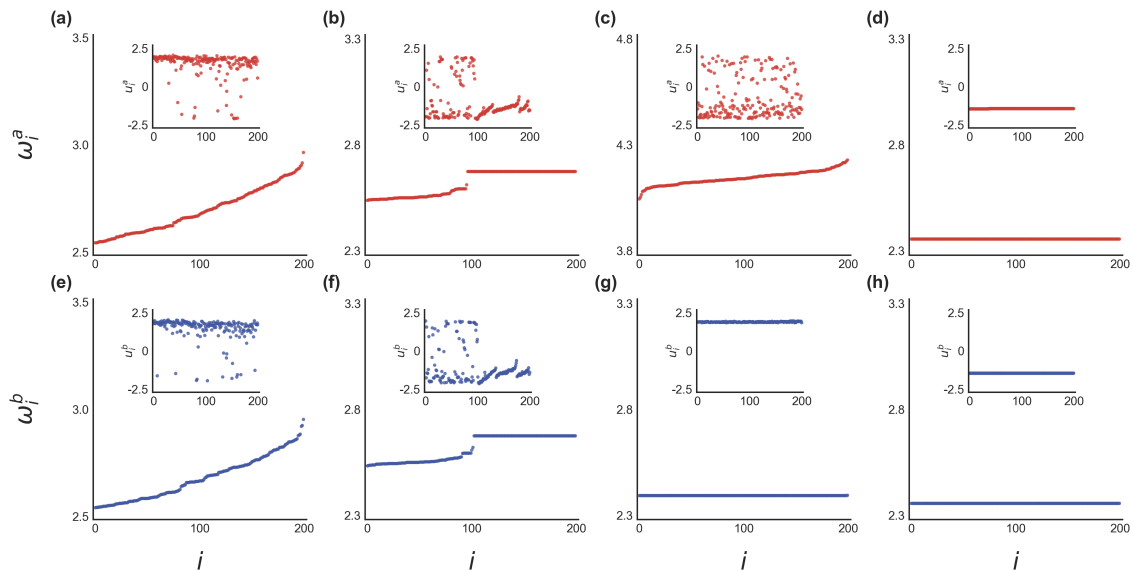 (a) (b) (c) (d)
3.5 3.3 4.8 3.3
2.5 2.5 2.5 2.5
u_i^a 0 u_i^a 0 u_i^a 0 u_i^a 0
-2.5 -2.5 -2.5 -2.5
0 100 200 0 100 200 0 100 200 0 100 200
ω_i^a 3.0 2.8 4.3 2.8
2.5 2.3 3.8 2.3
0 100 200 0 100 200 0 100 200 0 100 200
(e) (f) (g) (h)
3.5 3.3 3.3 3.3
2.5 2.5 2.5 2.5
u_i^b 0 u_i^b 0 u_i^b 0 u_i^b 0
-2.5 -2.5 -2.5 -2.5
0 100 200 0 100 200 0 100 200 0 100 200
ω_i^b 3.0 2.8 2.8 2.8
2.5 2.3 2.3 2.3
0 100 200 0 100 200 0 100 200 0 100 200
i i i i